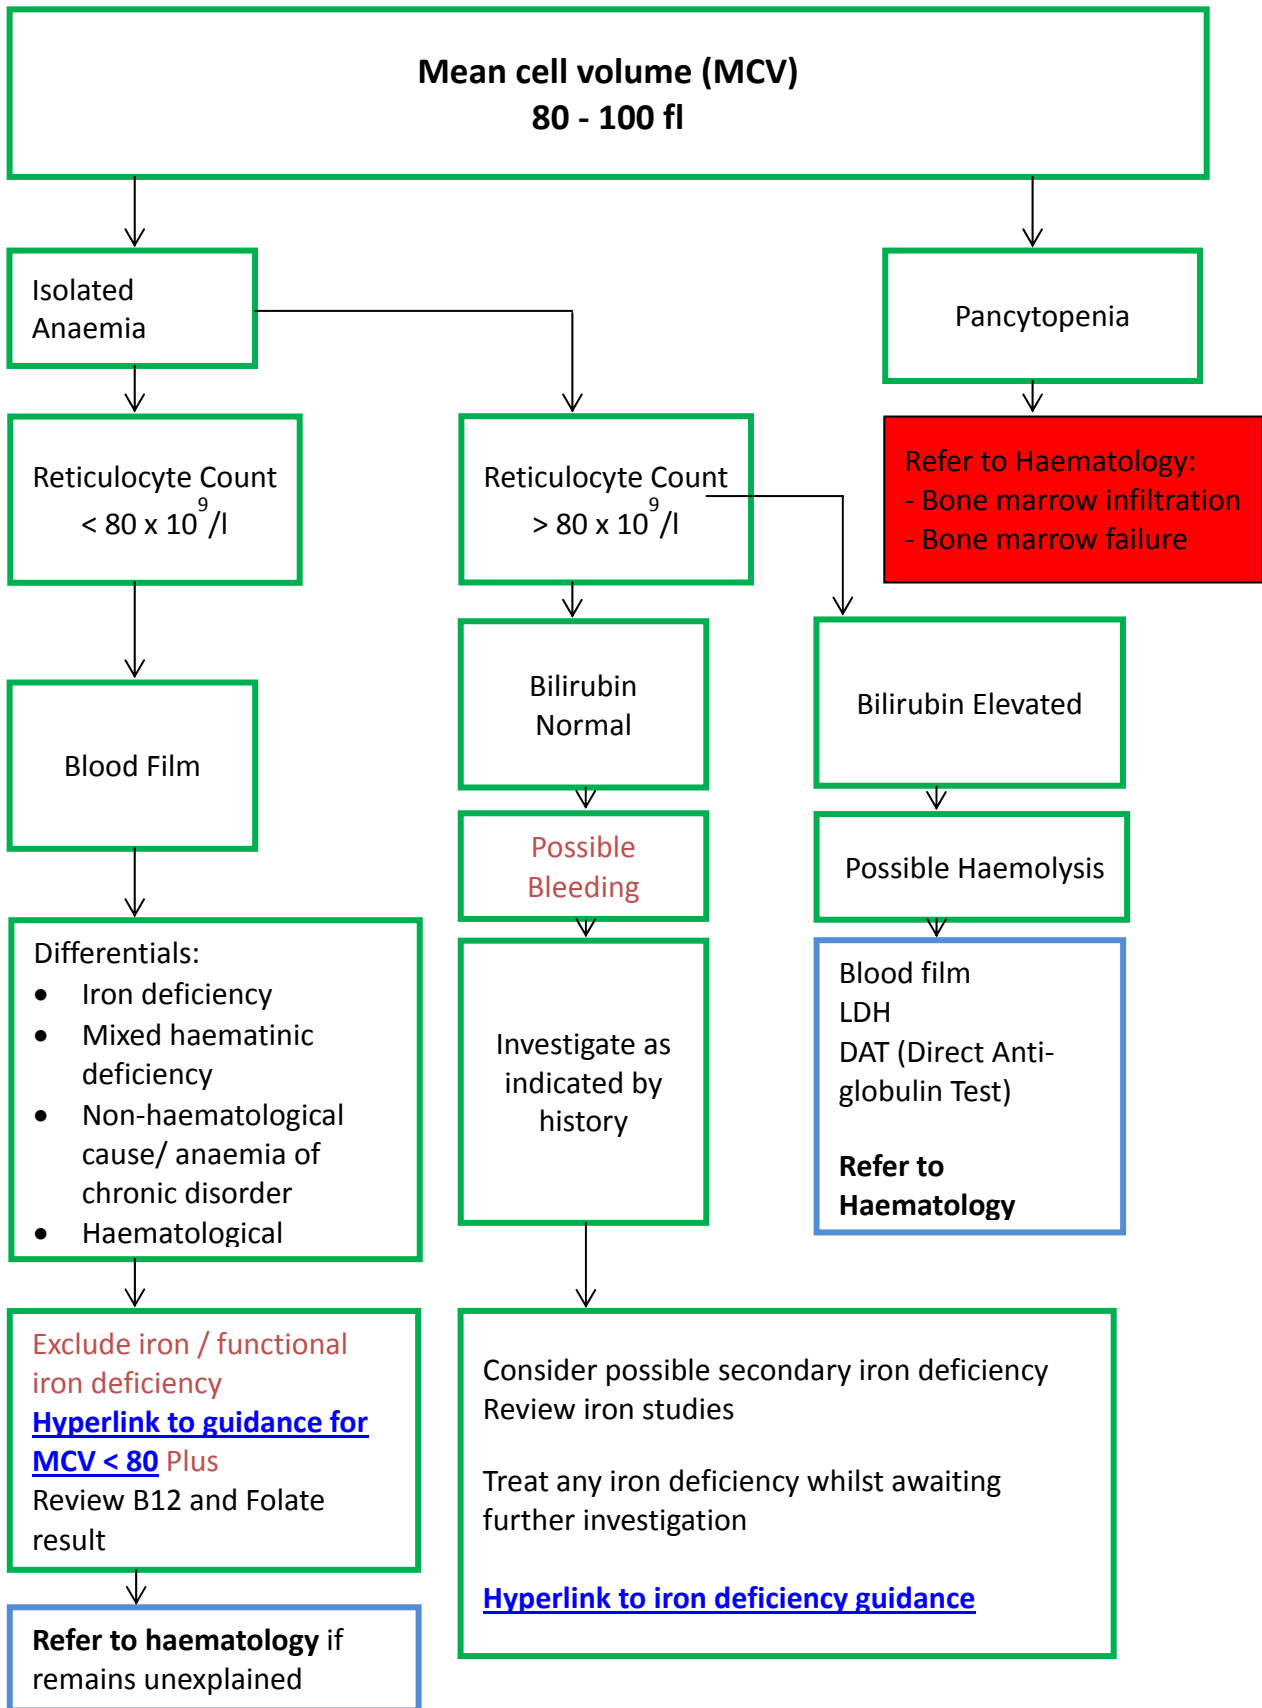 Mean cell volume (MCV)
80 - 100 fl
Isolated
Anaemia
Pancytopenia
Reticulocyte Count
< 80 x 10⁹/l
Reticulocyte Count
> 80 x 10⁹/l
Refer to Haematology:
- Bone marrow infiltration
- Bone marrow failure
Blood Film
Bilirubin
Normal
Bilirubin Elevated
Possible
Bleeding
Possible Haemolysis
Differentials:
• Iron deficiency
• Mixed haematinic
deficiency
• Non-haematological
cause/ anaemia of
chronic disorder
• Haematological
Investigate as
indicated by
history
Blood film
LDH
DAT (Direct Anti-
globulin Test)
Refer to
Haematology
Exclude iron / functional
iron deficiency
Hyperlink to guidance for
MCV < 80 Plus
Review B12 and Folate
result
Consider possible secondary iron deficiency
Review iron studies
Treat any iron deficiency whilst awaiting
further investigation
Hyperlink to iron deficiency guidance
Refer to haematology if
remains unexplained